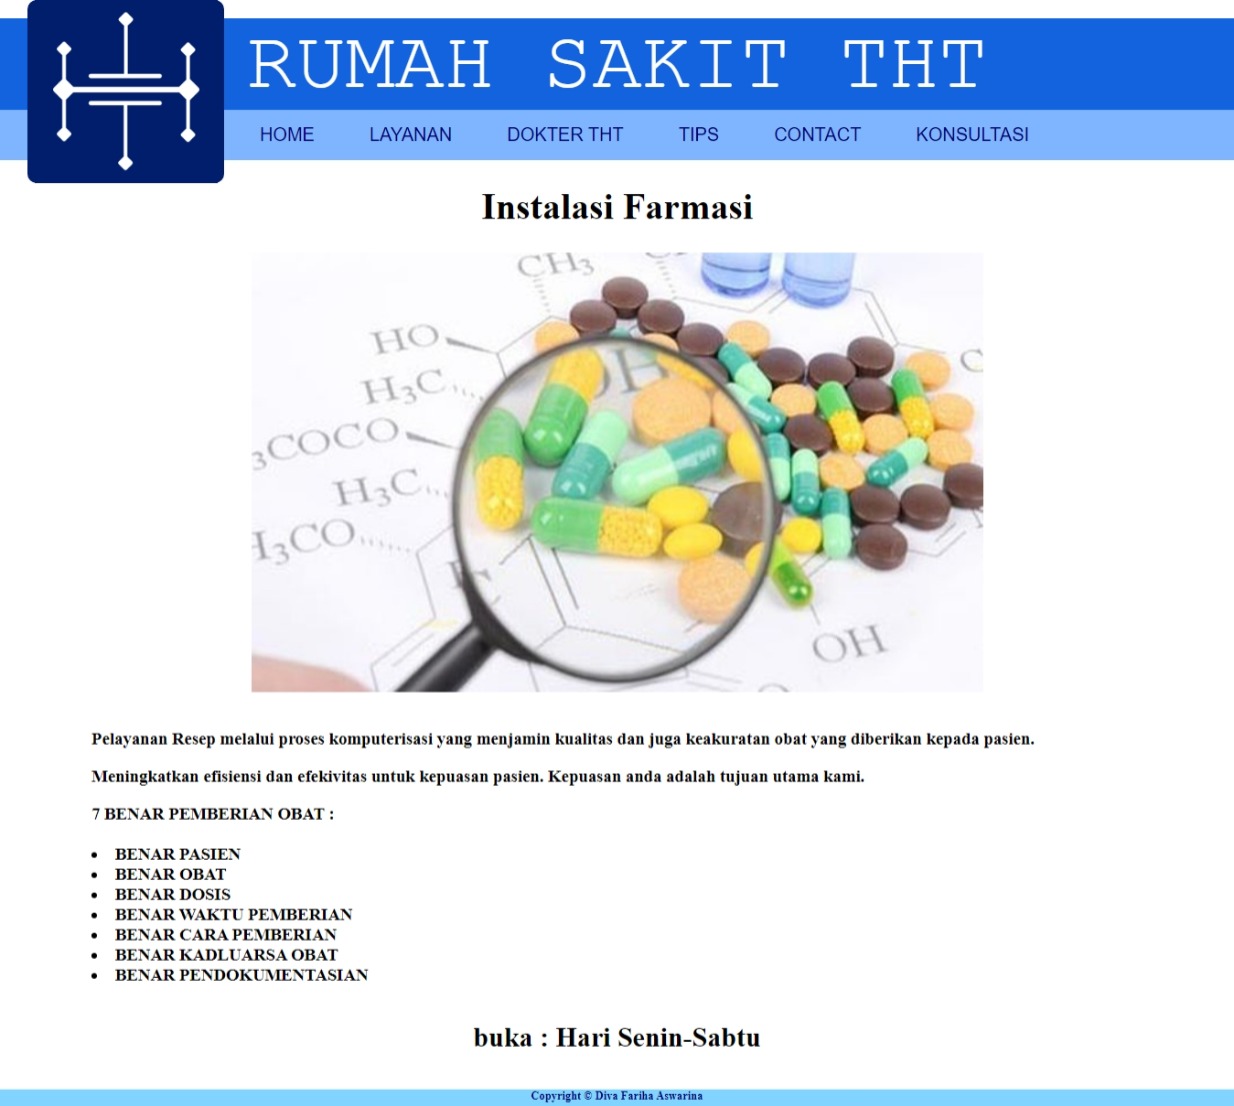 RUMAH SAKIT THT
HOME LAYANAN DOKTER THT TIPS CONTACT KONSULTASI
Instalasi Farmasi
CH3
HO
H3C
3COCO
H3C
H3CO
OH
Pelayanan Resep melalui proses komputerisasi yang menjamin kualitas dan juga keakuratan obat yang diberikan kepada pasien.
Meningkatkan efisiensi dan efekivitas untuk kepuasan pasien. Kepuasan anda adalah tujuan utama kami.
7 BENAR PEMBERIAN OBAT :
• BENAR PASIEN
• BENAR OBAT
• BENAR DOSIS
• BENAR WAKTU PEMBERIAN
• BENAR CARA PEMBERIAN
• BENAR KADLUARSA OBAT
• BENAR PENDOKUMENTASIAN
buka : Hari Senin-Sabtu
Copyright © Diva Fariha Aswarina